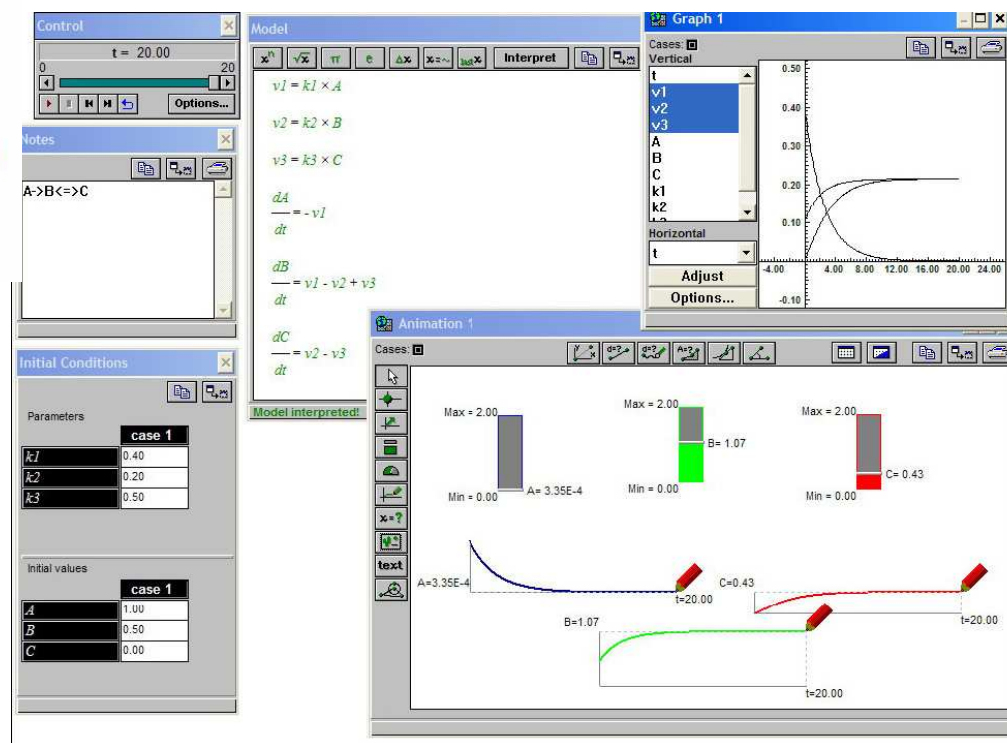 Control
t = 20.00
0 20
Options...
Notes
A->B<=>C
Initial Conditions
Parameters
case 1
k1 0.40
k2 0.20
k3 0.50
Initial values
case 1
A 1.00
B 0.50
C 0.00
Model
xⁿ √x π e Δx x=~ Interpret
v1 = k1 × A
v2 = k2 × B
v3 = k3 × C
dA
— = - v1
dt
dB
— = v1 - v2 + v3
dt
dC
— = v2 - v3
dt
Model interpreted!
Graph 1
Cases:
Vertical
t
v1
v2
v3
A
B
C
k1
k2
Horizontal
t
Adjust
Options...
0.50
0.40
0.30
0.20
0.10
-4.00 4.00 8.00 12.00 16.00 20.00 24.00
-0.10
Animation 1
Cases:
x=?
text
Max = 2.00
A= 3.35E-4
Min = 0.00
Max = 2.00
B= 1.07
Min = 0.00
Max = 2.00
C= 0.43
Min = 0.00
A=3.35E-4
t=20.00
C=0.43
t=20.00
B=1.07
t=20.00